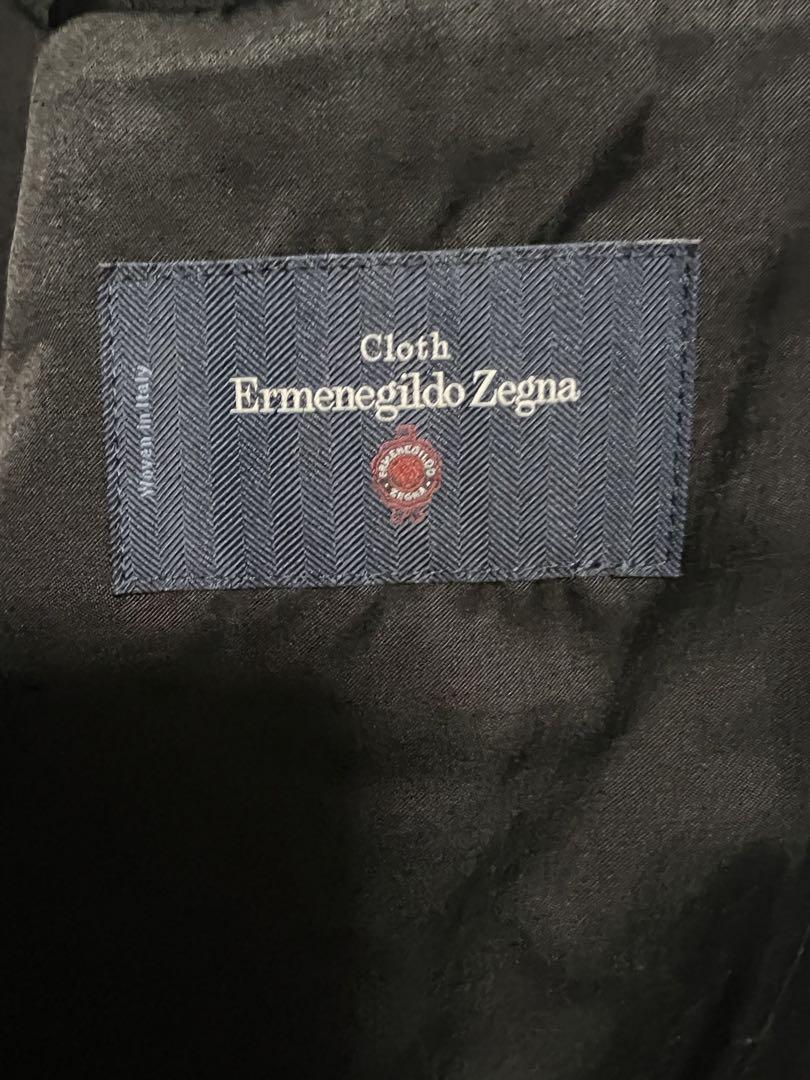 Cloth
Ermenegildo Zegna
ERMENEGILDO
ZEGNA
Woven in Italy